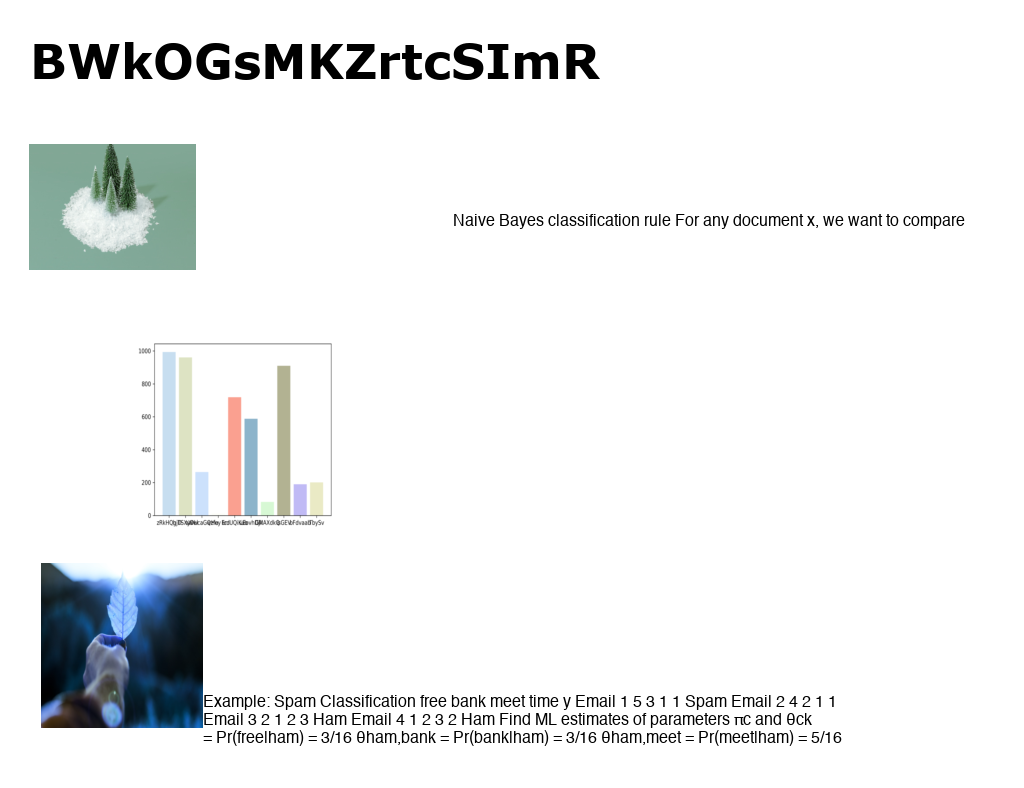 BWkOGsMKZrtcSImR
Naive Bayes classification rule For any document x, we want to compare
1000
800
600
400
200
0
Example: Spam Classification free bank meet time y Email 1 5 3 1 1 Spam Email 2 4 2 1 1
Email 3 2 1 2 3 Ham Email 4 1 2 3 2 Ham Find ML estimates of parameters πc and θck
= Pr(free|ham) = 3/16 θham,bank = Pr(bank|ham) = 3/16 θham,meet = Pr(meet|ham) = 5/16